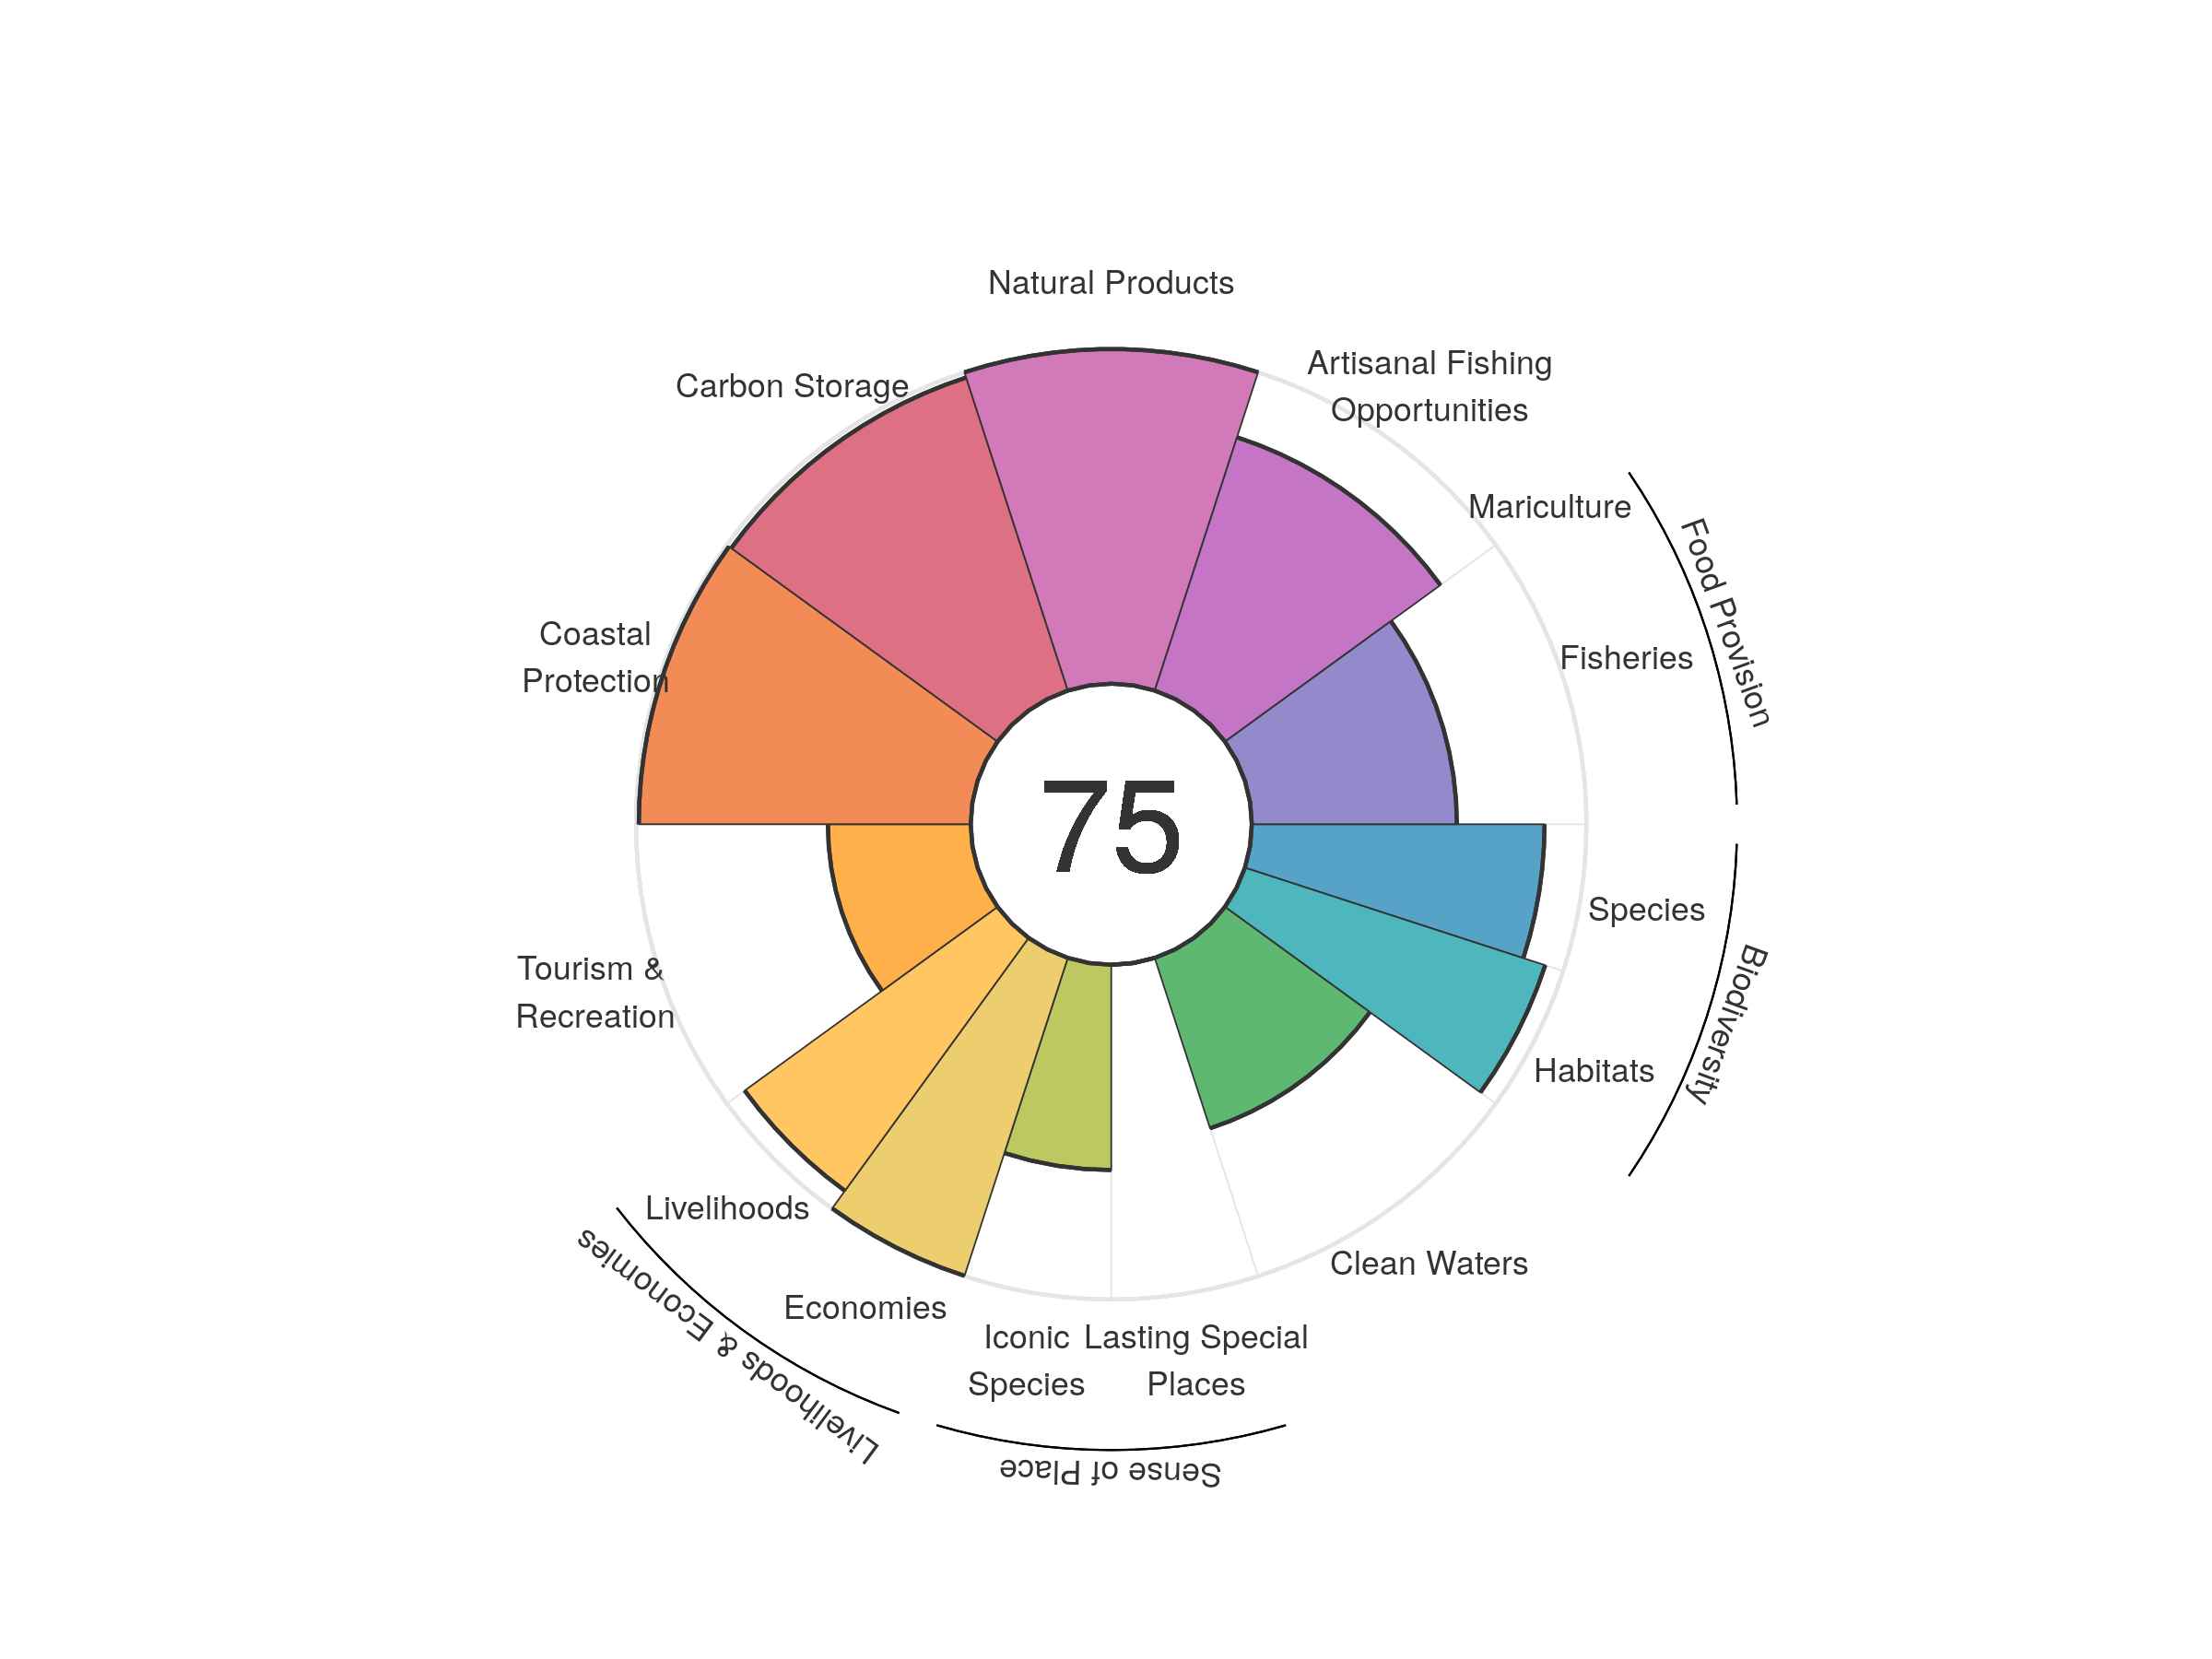 Natural Products
Artisanal Fishing
Opportunities
Carbon Storage
Mariculture
Food Provision
Fisheries
Coastal
Protection
75
Species
Biodiversity
Tourism &
Recreation
Habitats
Livelihoods
Clean Waters
Livelihoods & Economies
Economies
Iconic
Species
Lasting Special
Places
Sense of Place